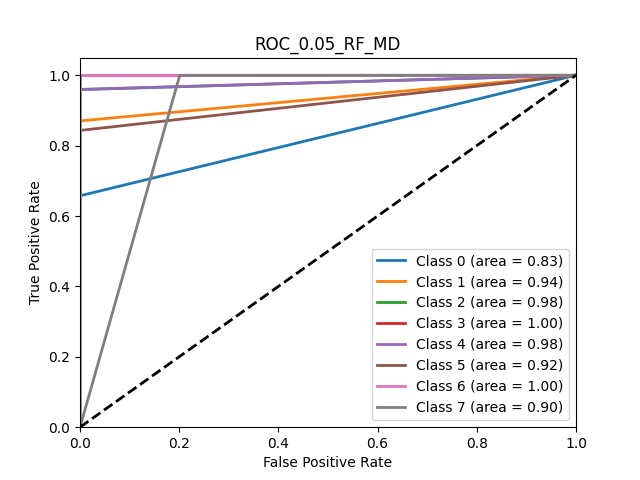 ROC_0.05_RF_MD
True Positive Rate
1.0
0.8
0.6
0.4
0.2
0.0
Class 0 (area = 0.83)
Class 1 (area = 0.94)
Class 2 (area = 0.98)
Class 3 (area = 1.00)
Class 4 (area = 0.98)
Class 5 (area = 0.92)
Class 6 (area = 1.00)
Class 7 (area = 0.90)
0.0 0.2 0.4 0.6 0.8 1.0
False Positive Rate